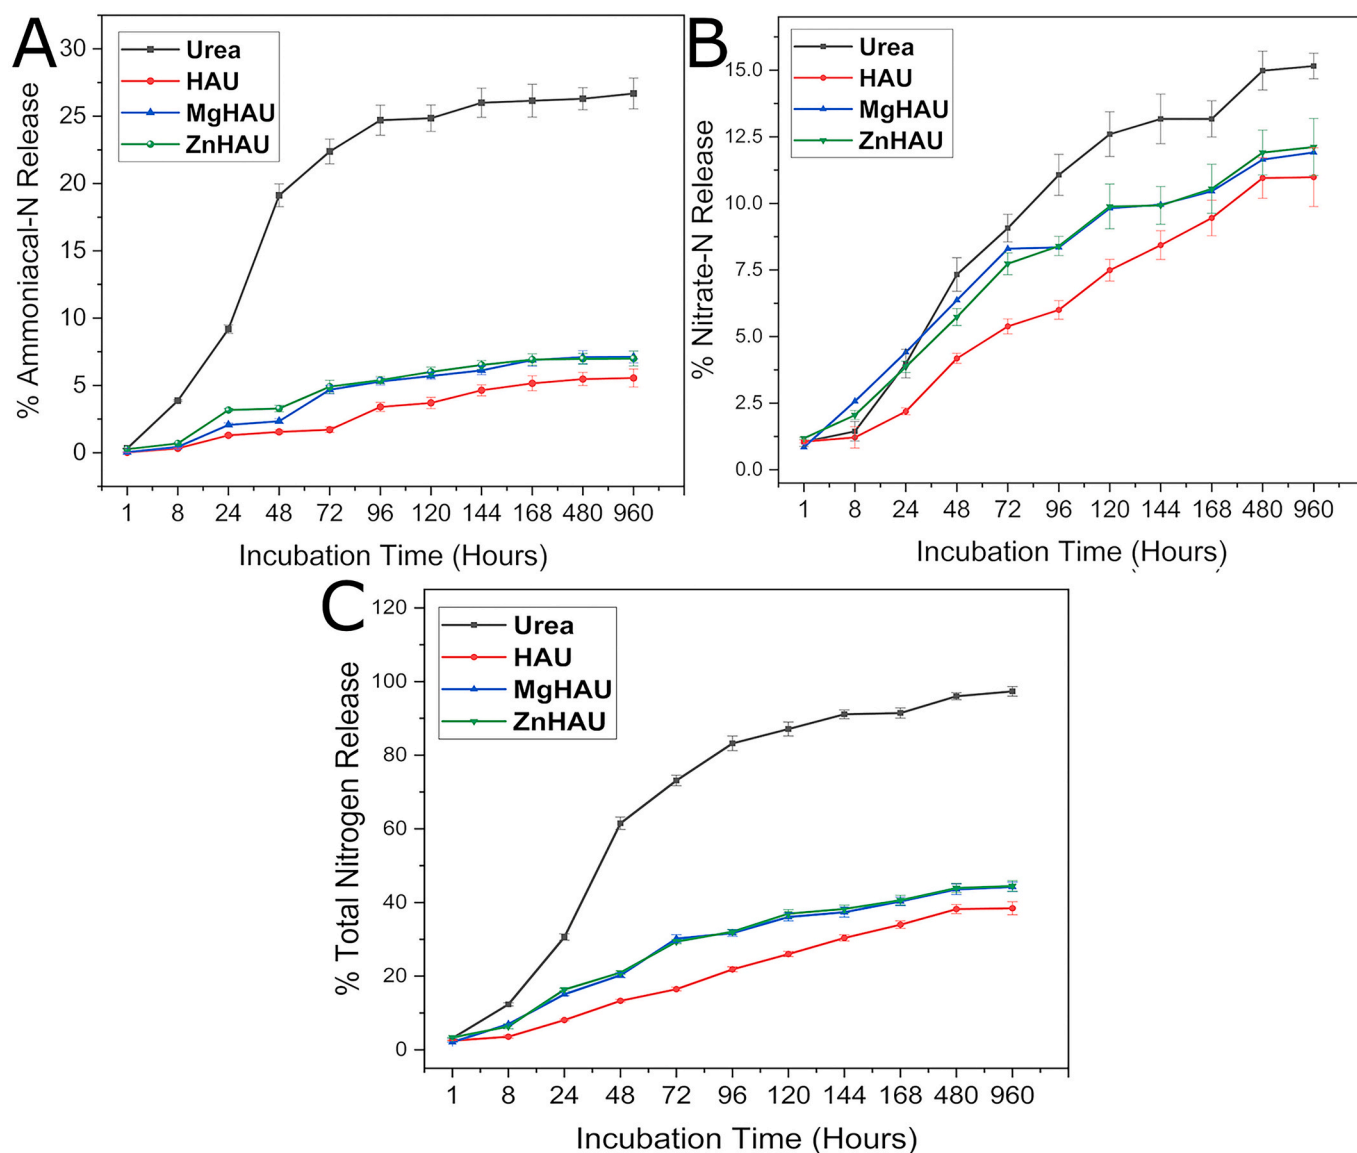 A
% Ammoniacal-N Release
30
25
20
15
10
5
0
Urea
HAU
MgHAU
ZnHAU
1 8 24 48 72 96 120 144 168 480 960
Incubation Time (Hours)
B
% Nitrate-N Release
15.0
12.5
10.0
7.5
5.0
2.5
0.0
Urea
HAU
MgHAU
ZnHAU
1 8 24 48 72 96 120 144 168 480 960
Incubation Time (Hours)
C
% Total Nitrogen Release
120
100
80
60
40
20
0
Urea
HAU
MgHAU
ZnHAU
1 8 24 48 72 96 120 144 168 480 960
Incubation Time (Hours)